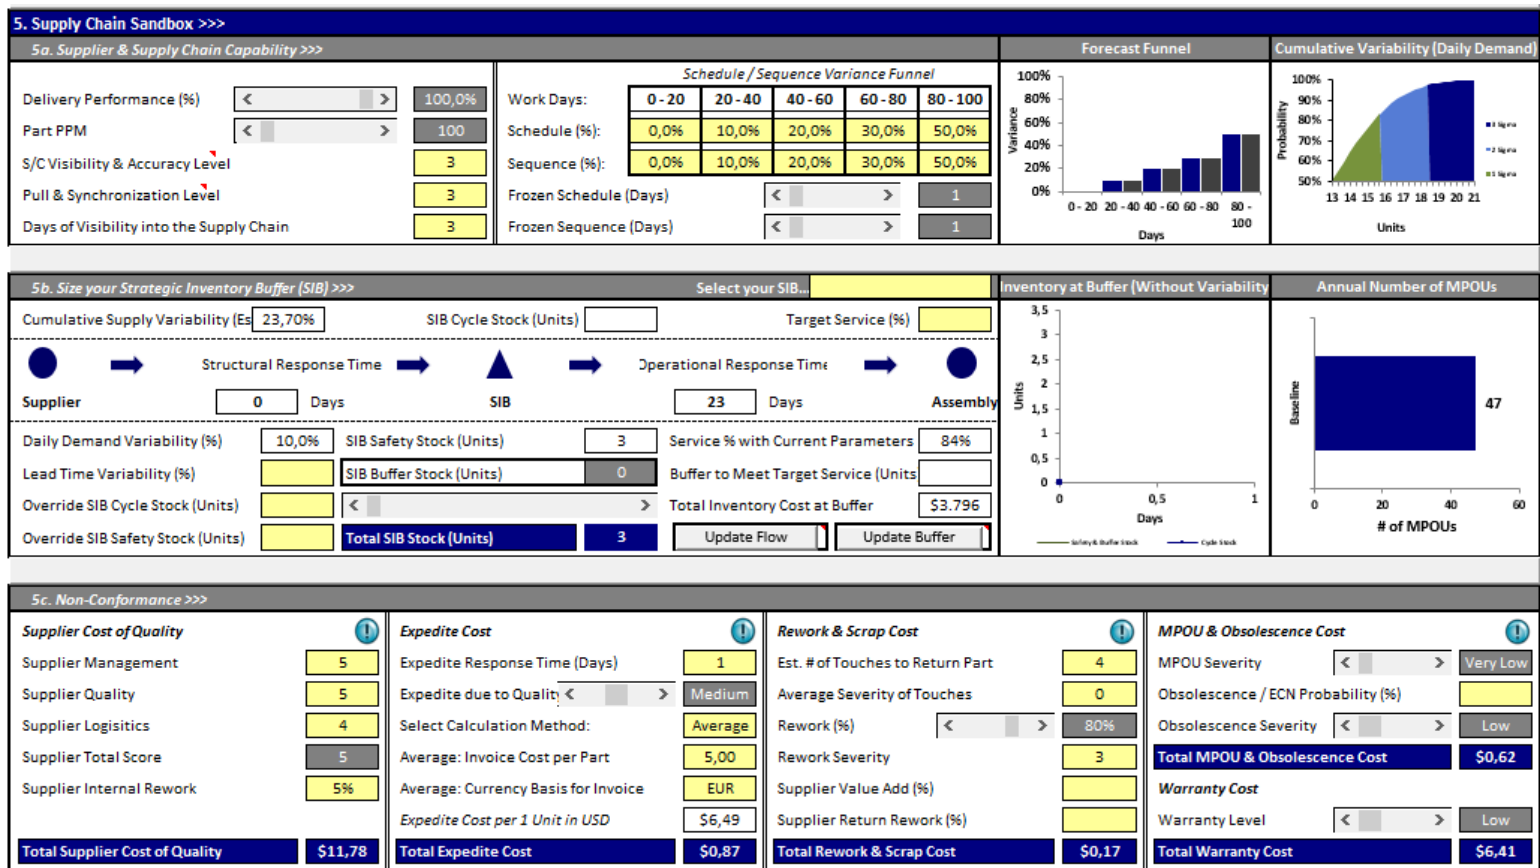 5. Supply Chain Sandbox >>>
5a. Supplier & Supply Chain Capability >>>
Forecast Funnel
Cumulative Variability (Daily Demand)
Schedule / Sequence Variance Funnel
Delivery Performance (%) < > 100,0%
Work Days: 0 - 20 20 - 40 40 - 60 60 - 80 80 - 100
Part PPM < > 100
Schedule (%): 0,0% 10,0% 20,0% 30,0% 50,0%
S/C Visibility & Accuracy Level 3
Sequence (%): 0,0% 10,0% 20,0% 30,0% 50,0%
Pull & Synchronization Level 3
Frozen Schedule (Days) < > 1
Days of Visibility into the Supply Chain 3
Frozen Sequence (Days) < > 1
100%
80%
60%
40%
20%
0%
Variance
0 - 20 20 - 40 40 - 60 60 - 80 80 - 100
Days
100%
90%
80%
70%
60%
50%
Probability
13 14 15 16 17 18 19 20 21
Units
3 Sigma
2 Sigma
1 Sigma
5b. Size your Strategic Inventory Buffer (SIB) >>>
Select your SIB...
Inventory at Buffer (Without Variability
Annual Number of MPOUs
Cumulative Supply Variability (Es 23,70%
SIB Cycle Stock (Units)
Target Service (%)
Structural Response Time
Operational Response Time
Supplier 0 Days SIB 23 Days Assembly
Daily Demand Variability (%) 10,0%
SIB Safety Stock (Units) 3
Service % with Current Parameters 84%
Lead Time Variability (%)
SIB Buffer Stock (Units) 0
Buffer to Meet Target Service (Units
Override SIB Cycle Stock (Units)
< >
Total Inventory Cost at Buffer $3.796
Override SIB Safety Stock (Units)
Total SIB Stock (Units) 3
Update Flow
Update Buffer
3,5
3
2,5
2
1,5
1
0,5
0
Units
0 0,5 1
Days
Safety & Buffer Stock
Cycle Stock
Baseline
47
0 20 40 60
# of MPOUs
5c. Non-Conformance >>>
Supplier Cost of Quality
Supplier Management 5
Supplier Quality 5
Supplier Logisitics 4
Supplier Total Score 5
Supplier Internal Rework 5%
Total Supplier Cost of Quality $11,78
Expedite Cost
Expedite Response Time (Days) 1
Expedite due to Quality < > Medium
Select Calculation Method: Average
Average: Invoice Cost per Part 5,00
Average: Currency Basis for Invoice EUR
Expedite Cost per 1 Unit in USD $6,49
Total Expedite Cost $0,87
Rework & Scrap Cost
Est. # of Touches to Return Part 4
Average Severity of Touches 0
Rework (%) < > 80%
Rework Severity 3
Supplier Value Add (%)
Supplier Return Rework (%)
Total Rework & Scrap Cost $0,17
MPOU & Obsolescence Cost
MPOU Severity < > Very Low
Obsolescence / ECN Probability (%)
Obsolescence Severity < > Low
Total MPOU & Obsolescence Cost $0,62
Warranty Cost
Warranty Level < > Low
Total Warranty Cost $6,41